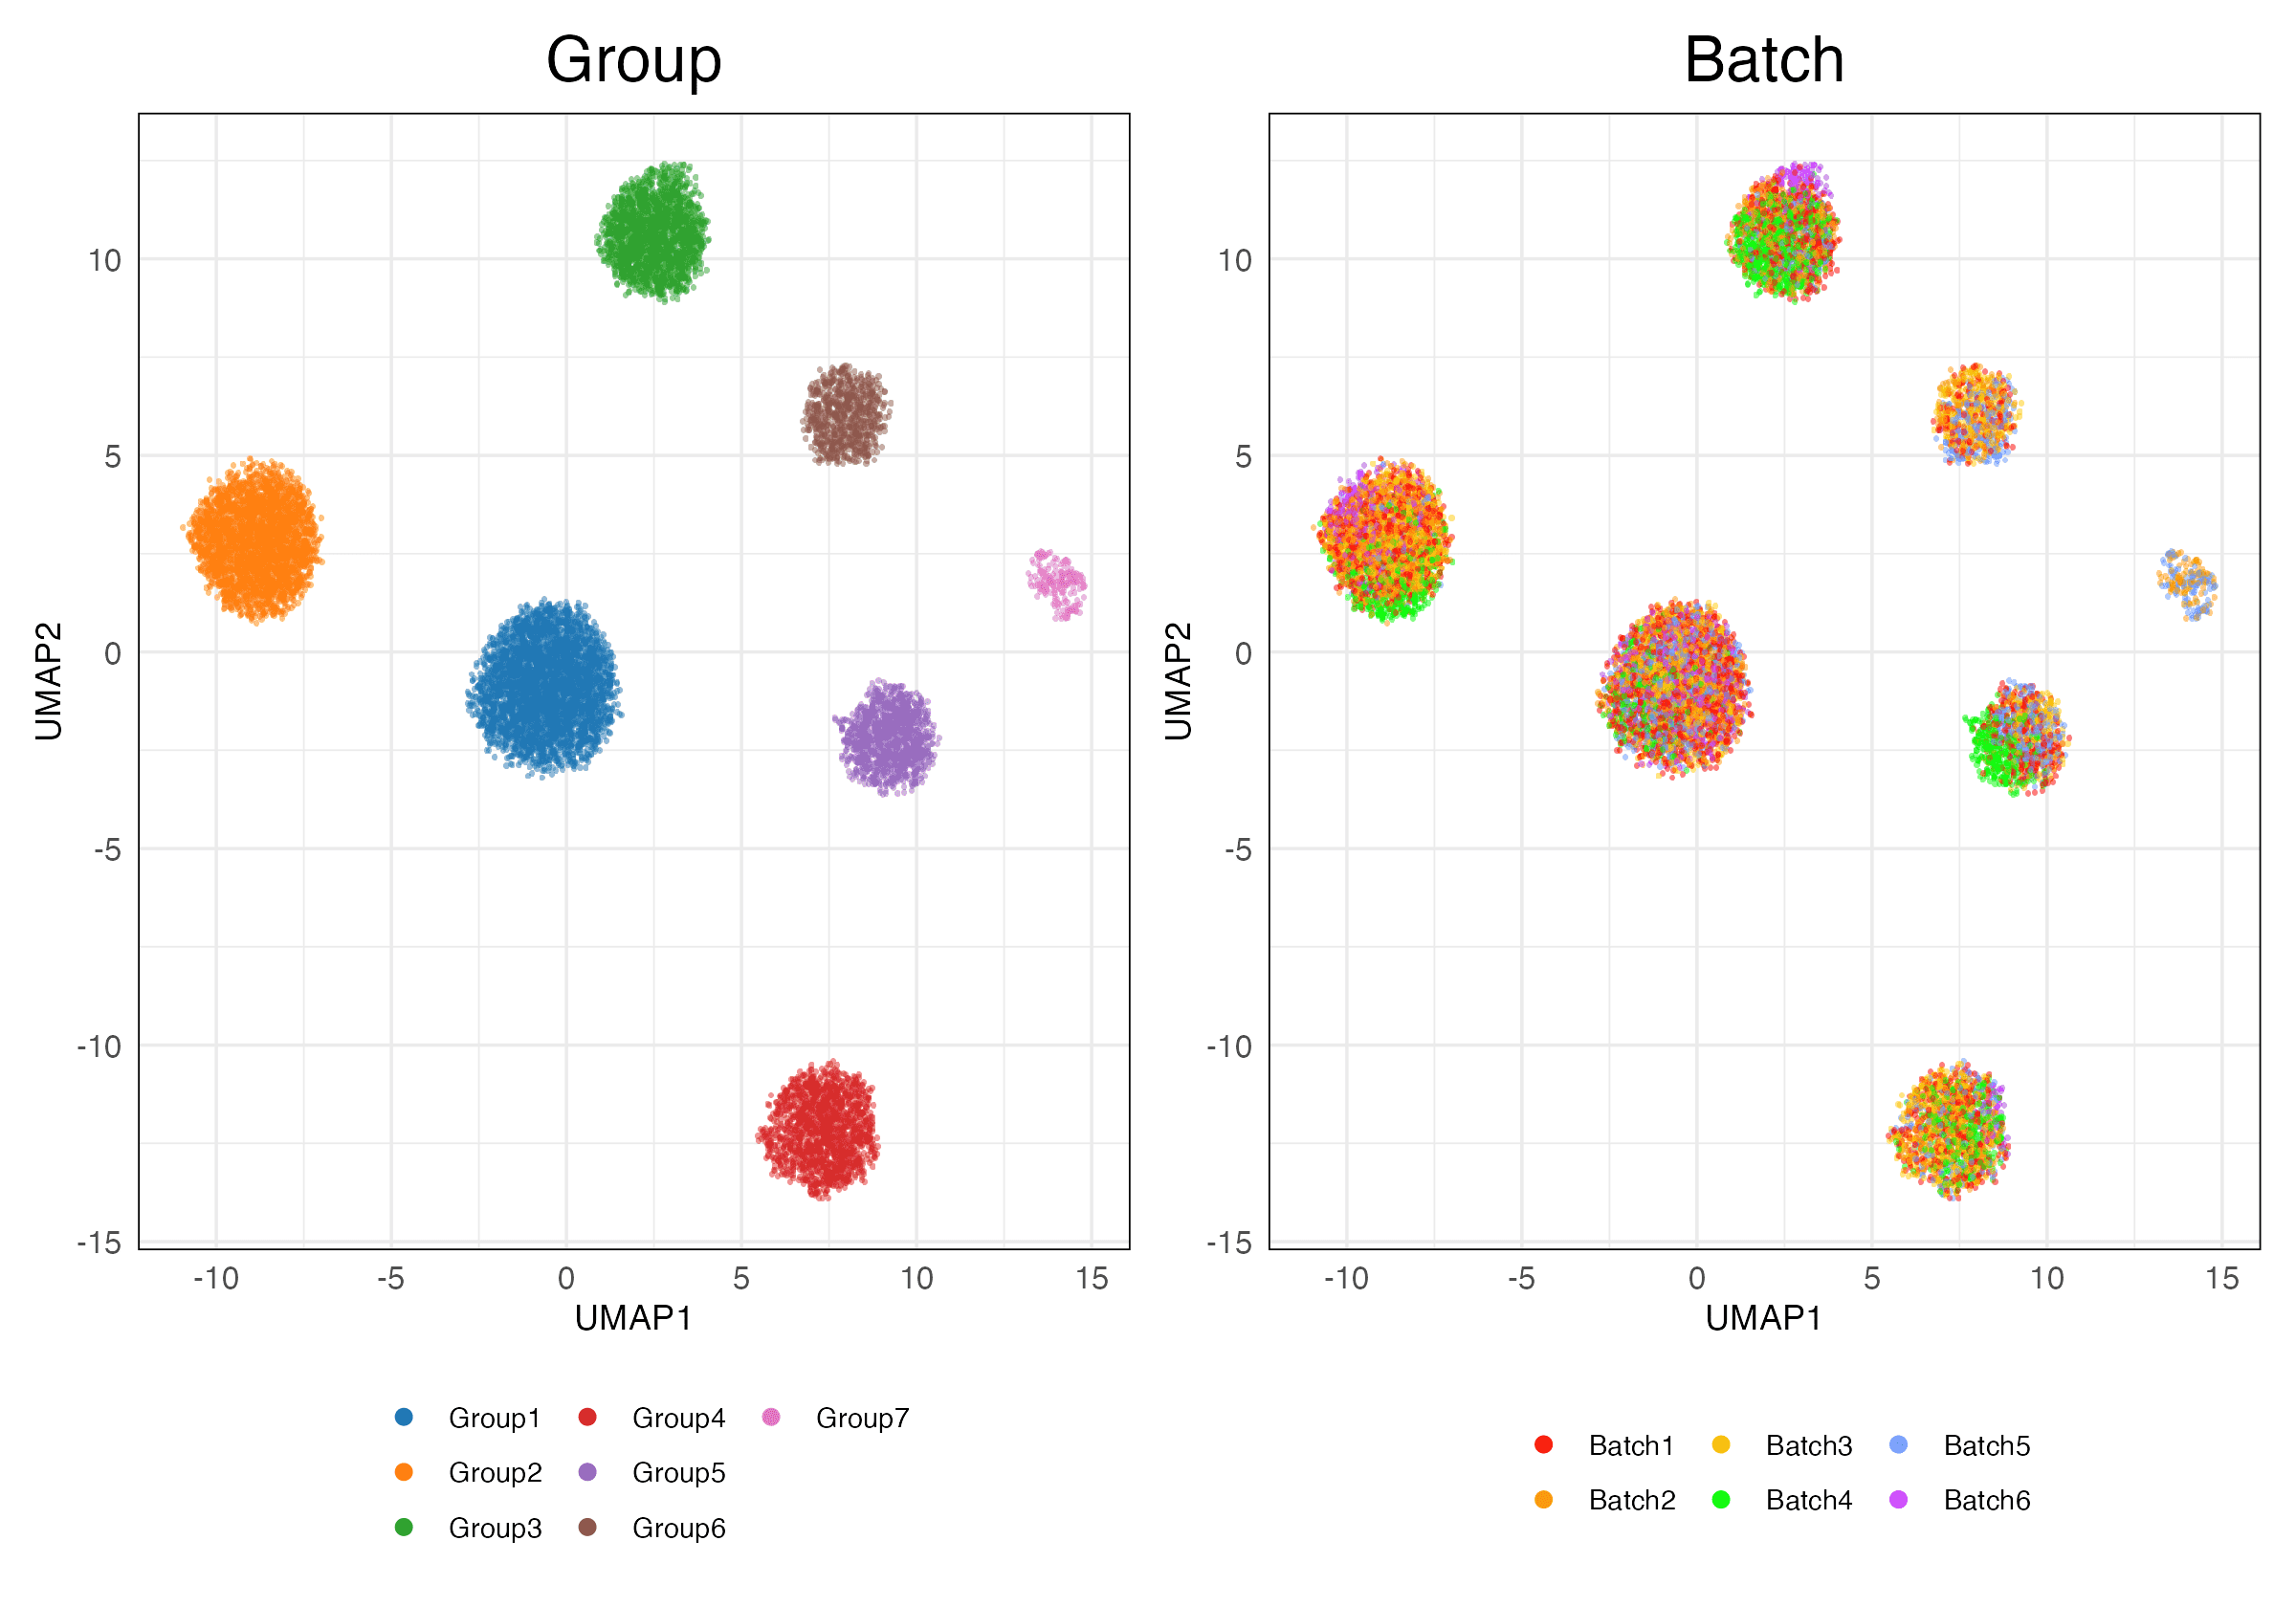 Group
Batch
10
5
0
-5
-10
-15
UMAP2
-10 -5 0 5 10 15
UMAP1
10
5
0
-5
-10
-15
UMAP2
-10 -5 0 5 10 15
UMAP1
Group1 Group4 Group7
Group2 Group5
Group3 Group6
Batch1 Batch3 Batch5
Batch2 Batch4 Batch6